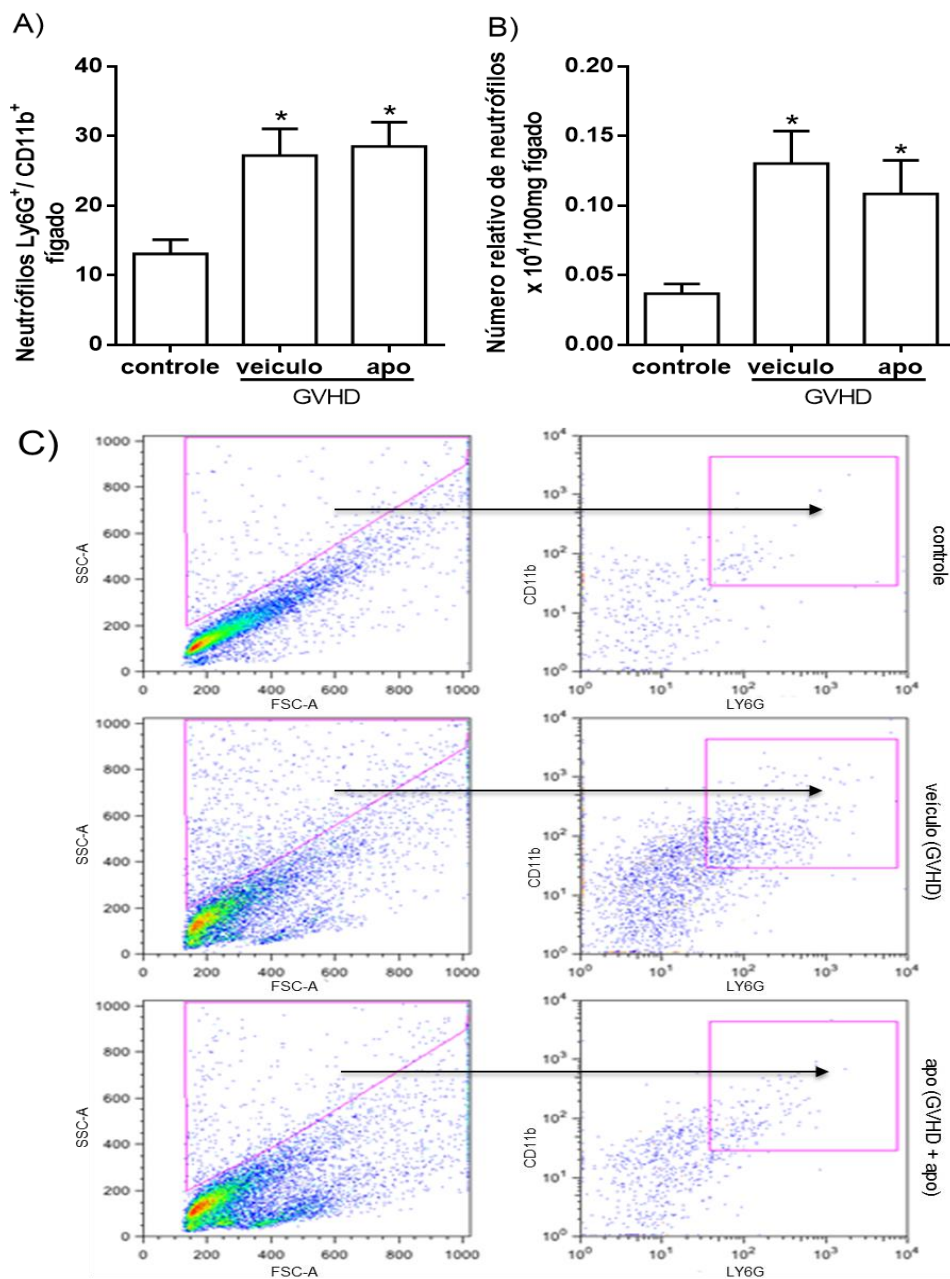 A)
Neutrófilos Ly6G⁺/ CD11b⁺
fígado
40
30
20
10
0
*
*
controle
veiculo
apo
GVHD
B)
Número relativo de neutrófilos
x 10⁴/100mg fígado
0.20
0.15
0.10
0.05
0.00
*
*
controle
veiculo
apo
GVHD
C)
SSC-A
1000
800
600
400
200
0
0 200 400 600 800 1000
FSC-A
CD11b
10⁴
10³
10²
10¹
10⁰
10⁰ 10¹ 10² 10³ 10⁴
LY6G
controle
SSC-A
1000
800
600
400
200
0
0 200 400 600 800 1000
FSC-A
CD11b
10⁴
10³
10²
10¹
10⁰
10⁰ 10¹ 10² 10³ 10⁴
LY6G
veículo (GVHD)
SSC-A
1000
800
600
400
200
0
0 200 400 600 800 1000
FSC-A
CD11b
10⁴
10³
10²
10¹
10⁰
10⁰ 10¹ 10² 10³ 10⁴
LY6G
apo (GVHD + apo)